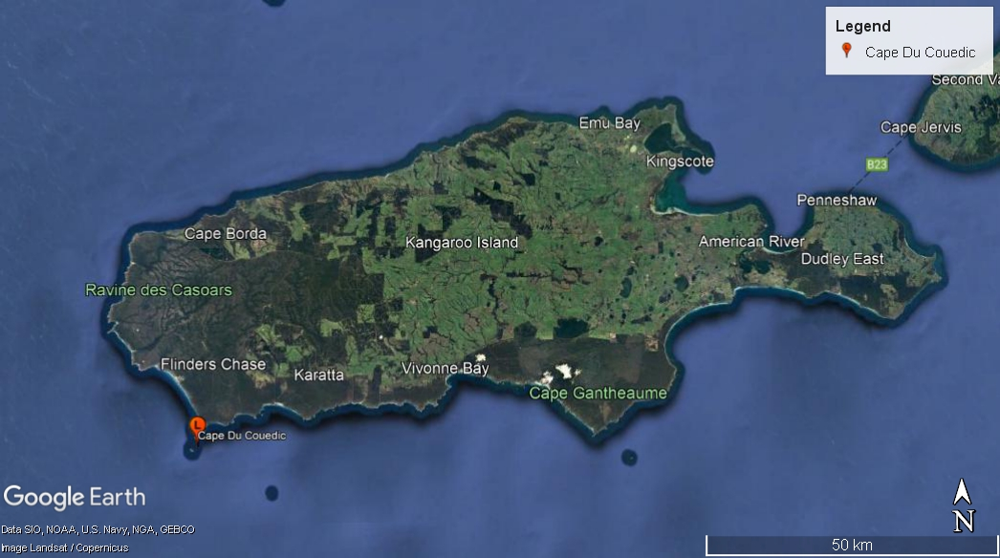 Legend
Cape Du Couedic
Second Va
Cape Jervis
Emu Bay
Kingscote
B23
Penneshaw
Cape Borda
Kangaroo Island
American River
Dudley East
Ravine des Casoars
Flinders Chase
Karatta
Vivonne Bay
Cape Gantheaume
L
Cape Du Couedic
Google Earth
N
Data SIO, NOAA, U.S. Navy, NGA, GEBCO
Image Landsat / Copernicus
50 km